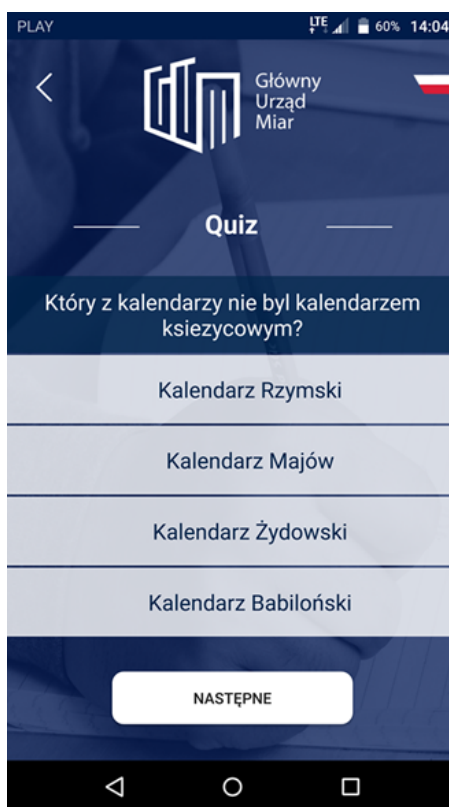 PLAY LTE 60% 14:04
Główny
Urząd
Miar
Quiz
Który z kalendarzy nie byl kalendarzem
ksiezycowym?
Kalendarz Rzymski
Kalendarz Majów
Kalendarz Żydowski
Kalendarz Babiloński
NASTĘPNE